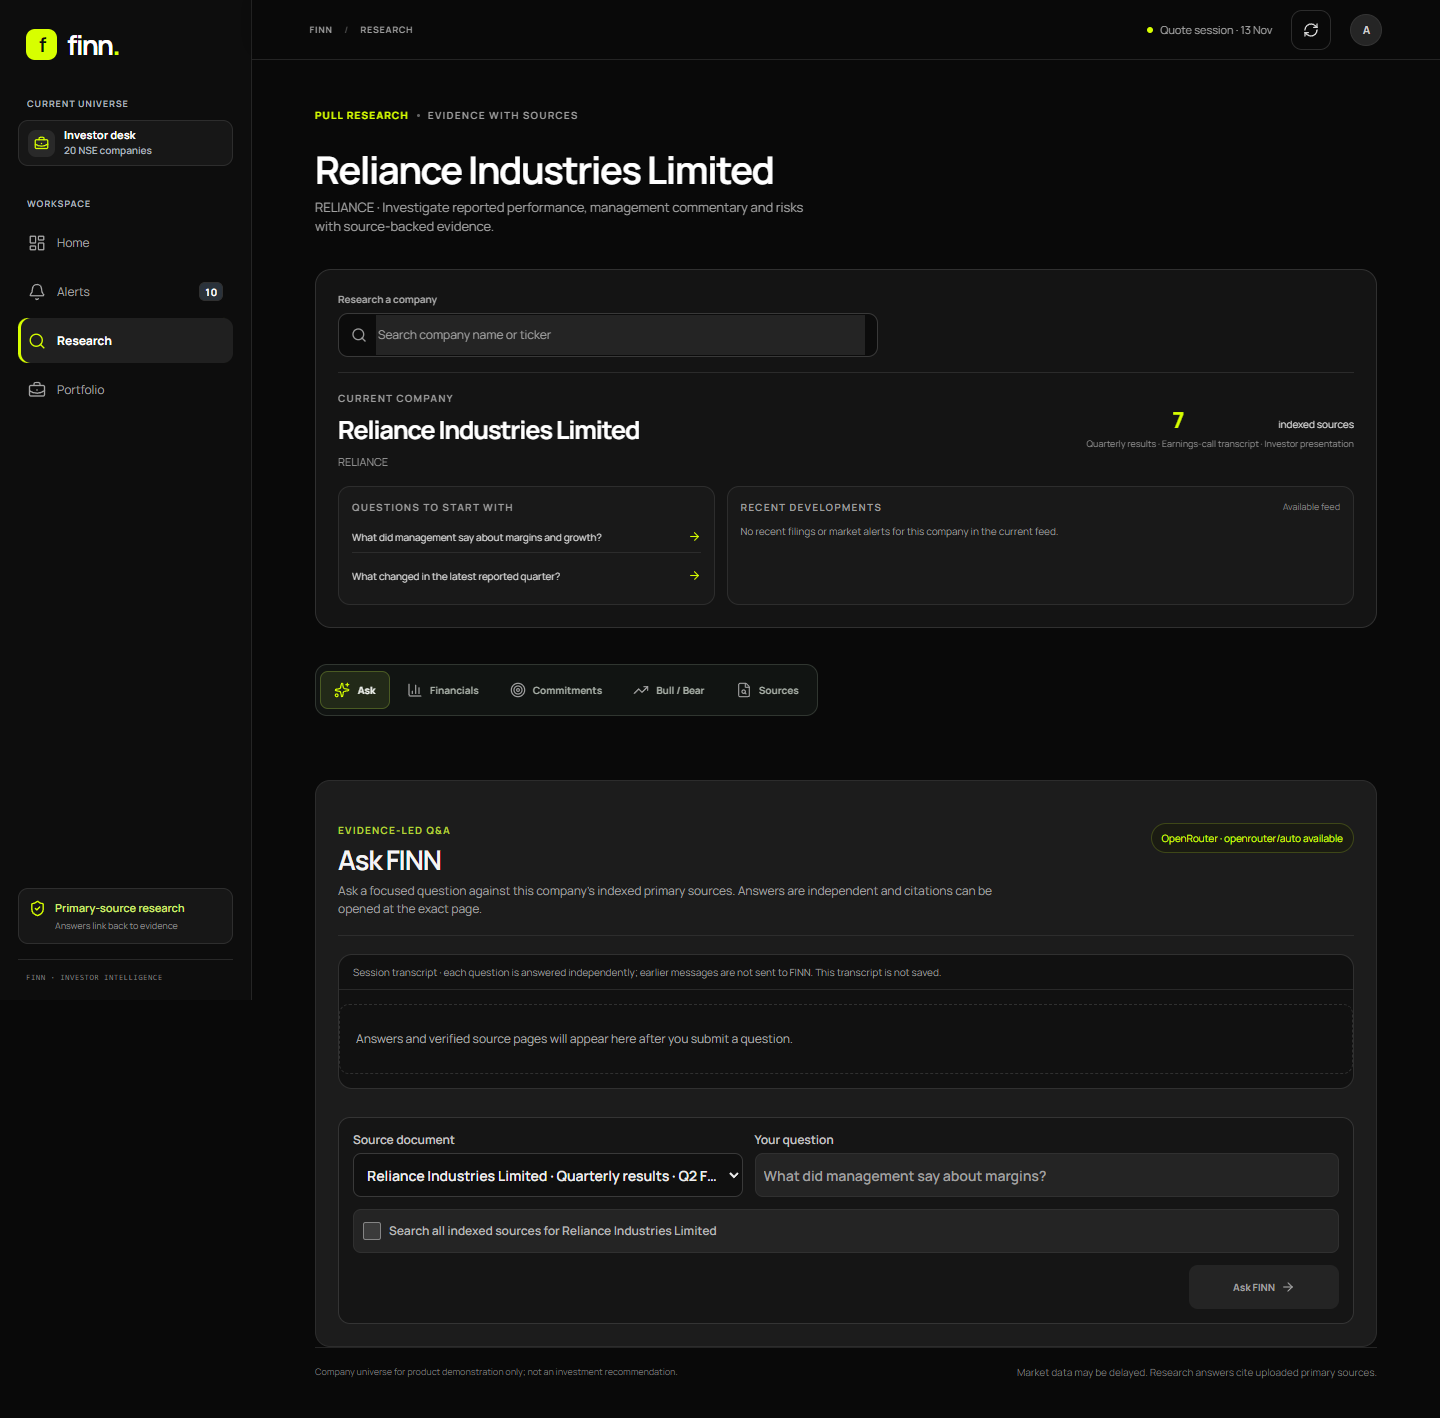 f finn.
FINN / RESEARCH
Quote session · 13 Nov
A
CURRENT UNIVERSE
Investor desk
20 NSE companies
WORKSPACE
Home
Alerts 10
Research
Portfolio
Primary-source research
Answers link back to evidence
FINN · INVESTOR INTELLIGENCE
PULL RESEARCH • EVIDENCE WITH SOURCES
Reliance Industries Limited
RELIANCE · Investigate reported performance, management commentary and risks
with source-backed evidence.
Research a company
Search company name or ticker
CURRENT COMPANY
Reliance Industries Limited
RELIANCE
7 indexed sources
Quarterly results · Earnings-call transcript · Investor presentation
QUESTIONS TO START WITH
What did management say about margins and growth?
What changed in the latest reported quarter?
RECENT DEVELOPMENTS
Available feed
No recent filings or market alerts for this company in the current feed.
Ask
Financials
Commitments
Bull / Bear
Sources
EVIDENCE-LED Q&A
Ask FINN
OpenRouter · openrouter/auto available
Ask a focused question against this company's indexed primary sources. Answers are independent and citations can be
opened at the exact page.
Session transcript · each question is answered independently; earlier messages are not sent to FINN. This transcript is not saved.
Answers and verified source pages will appear here after you submit a question.
Source document
Reliance Industries Limited · Quarterly results · Q2 F...
Your question
What did management say about margins?
Search all indexed sources for Reliance Industries Limited
Ask FINN
Company universe for product demonstration only; not an investment recommendation.
Market data may be delayed. Research answers cite uploaded primary sources.